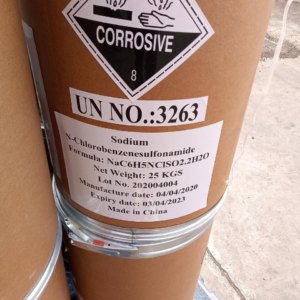 CORROSIVE
8
UN NO.:3263
Sodium
N-Chlorobenzenesulfonamide
Formula: NaC6H5NClSO2.2H2O
Net Weight: 25 KGS
Lot No. 202004004
Manufacture date: 04/04/2020
Expiry date: 03/04/2023
Made in China